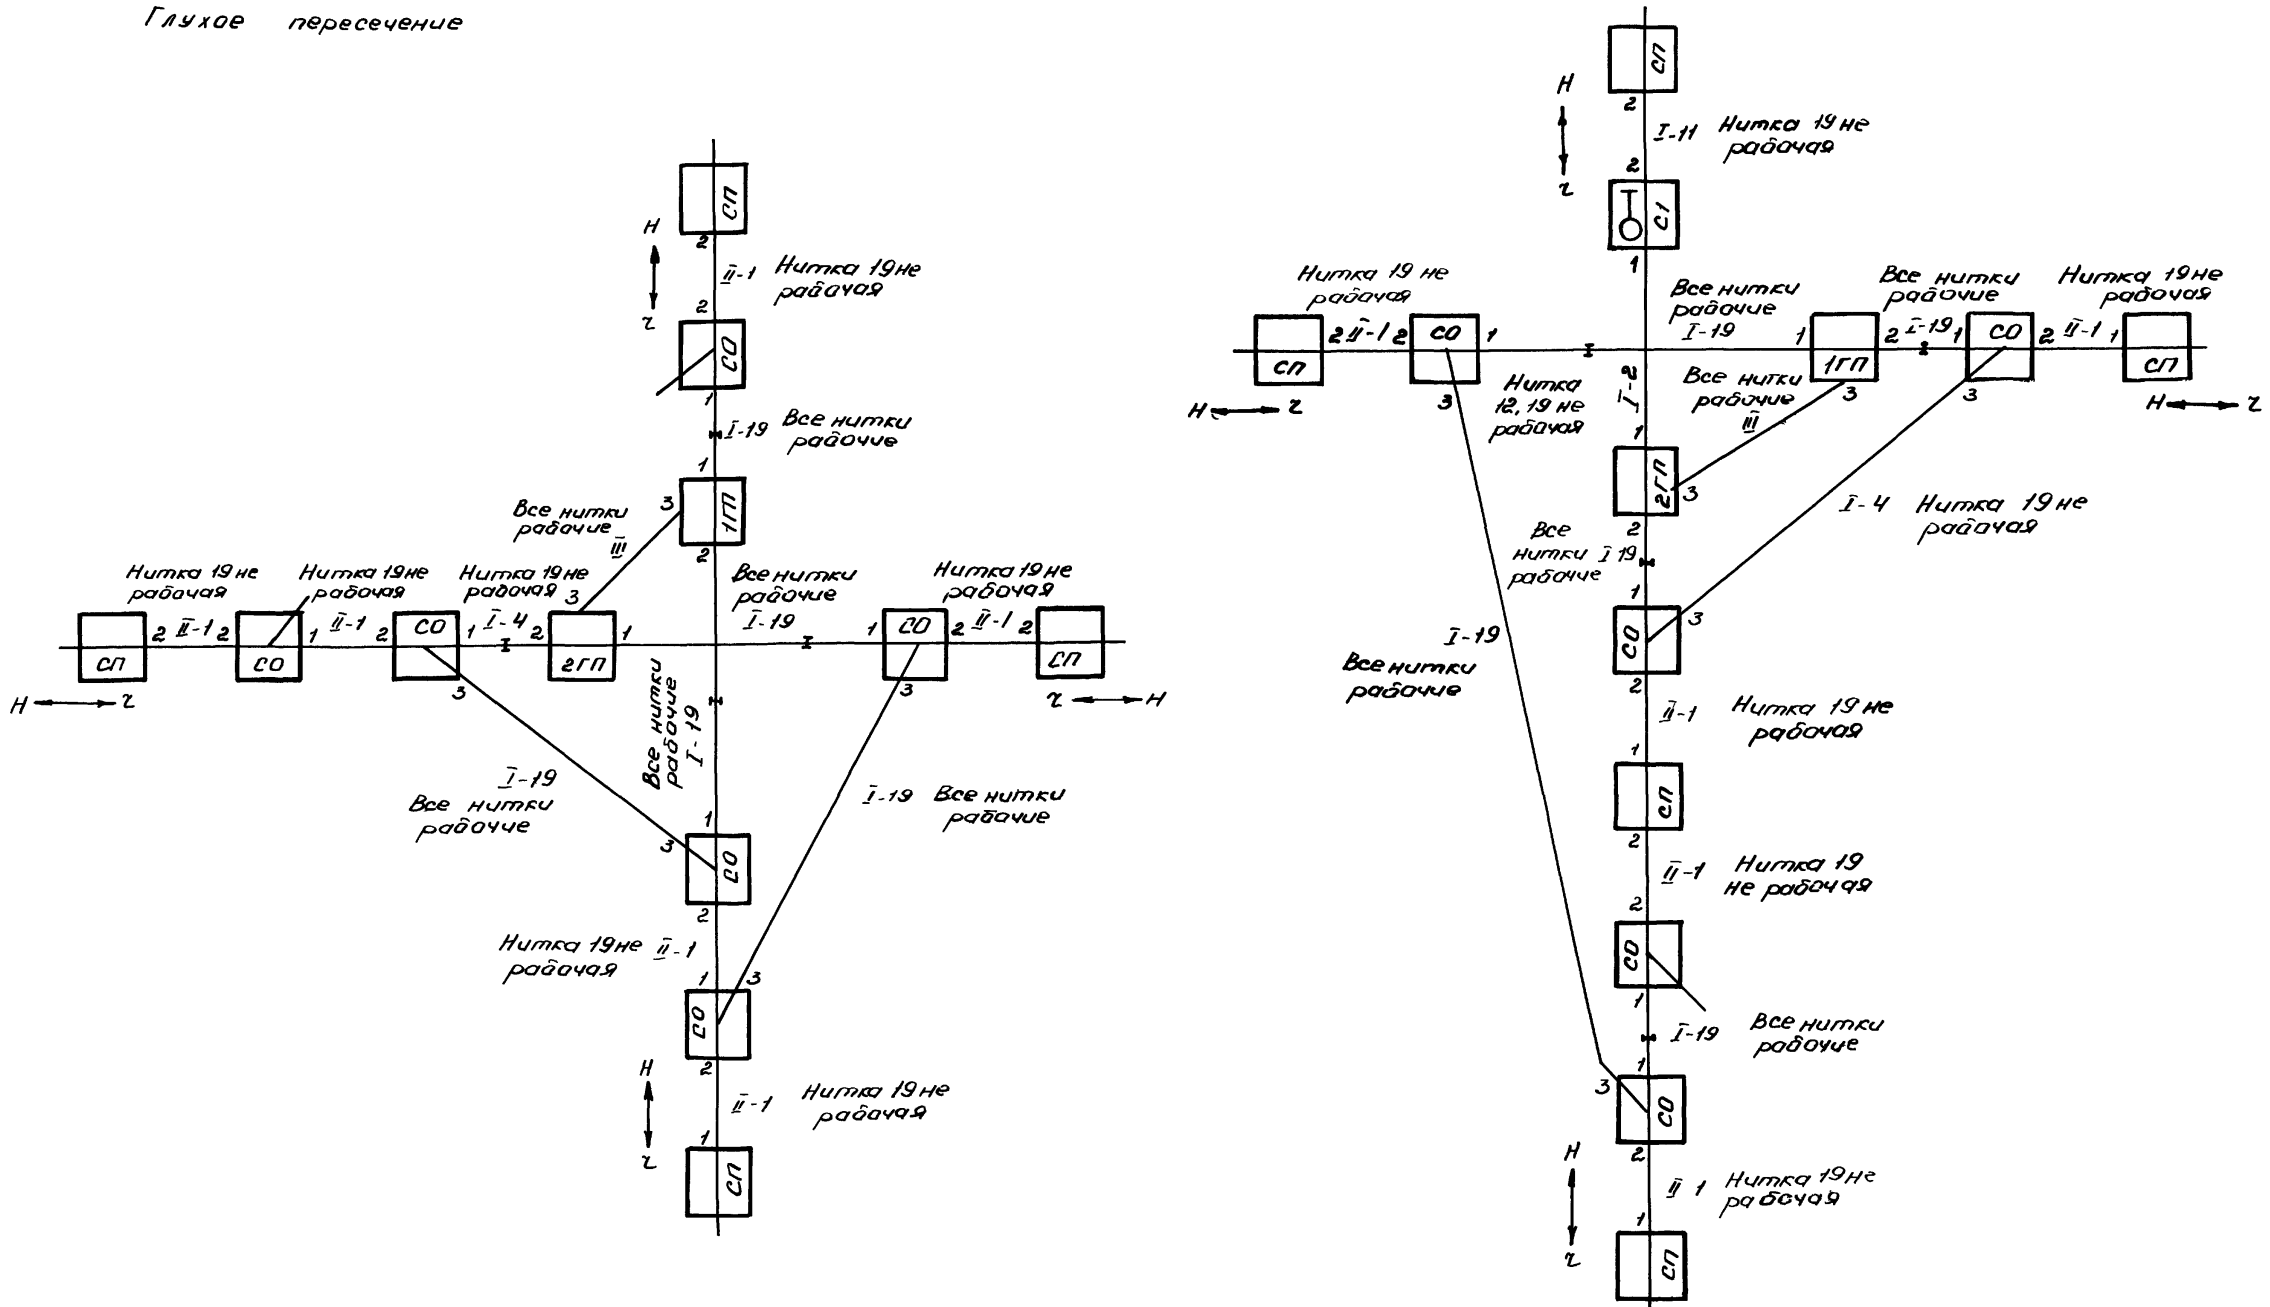 Глухое пересечение
СП
2
Н
ч
II-1
Нитка 19 не
рабочая
2
СО
1
I-19
Все нитки
рабочие
1
3
1ГП
2
Все нитки
рабочие
III
3
Нитка 19 не
рабочая
Нитка 19 не
рабочая
Нитка 19 не
рабочая
Все нитки
рабочие
I-19
Нитка 19 не
рабочая
СП
2
II-1
2
СО
1
II-1
2
СО
1
3
I-4
2
2ГП
1
1
СО
2
3
II-1
2
СП
Н
ч
ч
Н
Все нитки
рабочие
I-19
I-19
Все нитки
рабочие
I-19
Все нитки
рабочие
1
3
СО
2
Нитка 19 не
рабочая
II-1
1
3
СО
2
Н
ч
II-1
Нитка 19 не
рабочая
1
СП
СП
2
Н
ч
I-11
Нитка 19 не
рабочая
2
С1
1
Нитка 19 не
рабочая
Все нитки
рабочие
I-19
Все нитки
рабочие
Нитка 19 не
рабочая
СП
2
II-1
2
СО
1
3
1
1ГП
2
3
I-19
1
СО
2
3
II-1
1
СП
Н
ч
Н
ч
Нитка
12, 19 не
рабочая
I-2
Все нитки
рабочие
III
1
2ГП
3
2
I-4
Нитка 19 не
рабочая
Все
нитки
рабочие
I 19
1
3
СО
2
I-19
Все нитки
рабочие
II-1
Нитка 19 не
рабочая
1
СП
2
II-1
Нитка 19
не рабочая
2
СО
1
I-19
Все нитки
рабочие
1
3
СО
2
Н
ч
II 1
Нитка 19 не
рабочая
1
СП